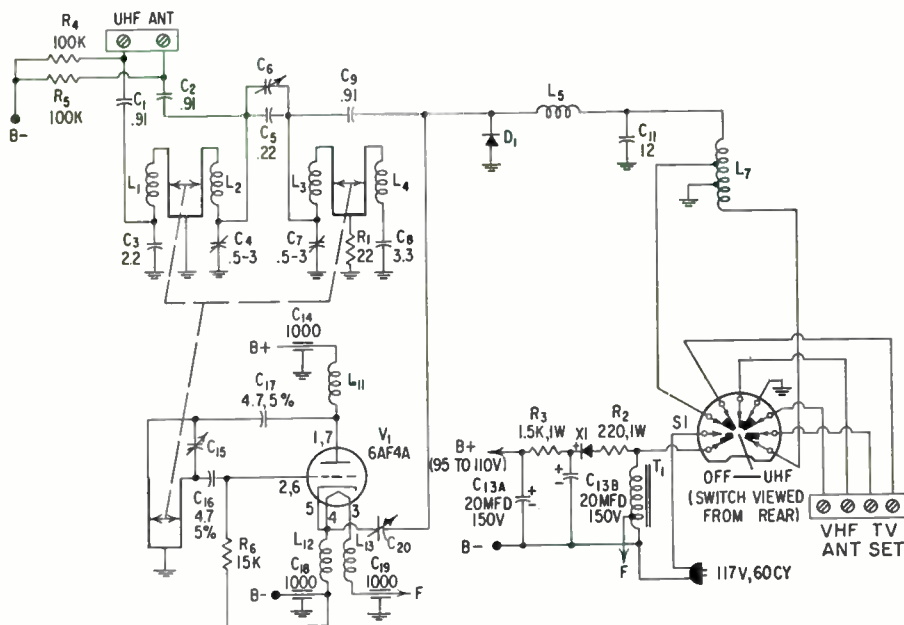 UHF ANT
R4
100K
R5
100K
B-
C1
.91
C2
.91
C6
C5
.22
C9
.91
L5
D1
C11
12
L7
L1
L2
L3
L4
C3
2.2
C4
.5-3
C7
.5-3
R1
22
C8
3.3
C14
1000
B+
L11
C17
4.7, 5%
V1
6AF4A
1,7
2,6
5
4
3
C15
C16
4.7
5%
R6
15K
L12
L13
C20
C18
1000
C19
1000
B-
F
B+
(95 TO 110V)
R3
1.5K,1W
X1
R2
220,1W
C13A
20MFD
150V
C13B
20MFD
150V
T1
B-
F
117V,60CY
S1
OFF
UHF
(SWITCH VIEWED
FROM REAR)
VHF TV
ANT SET